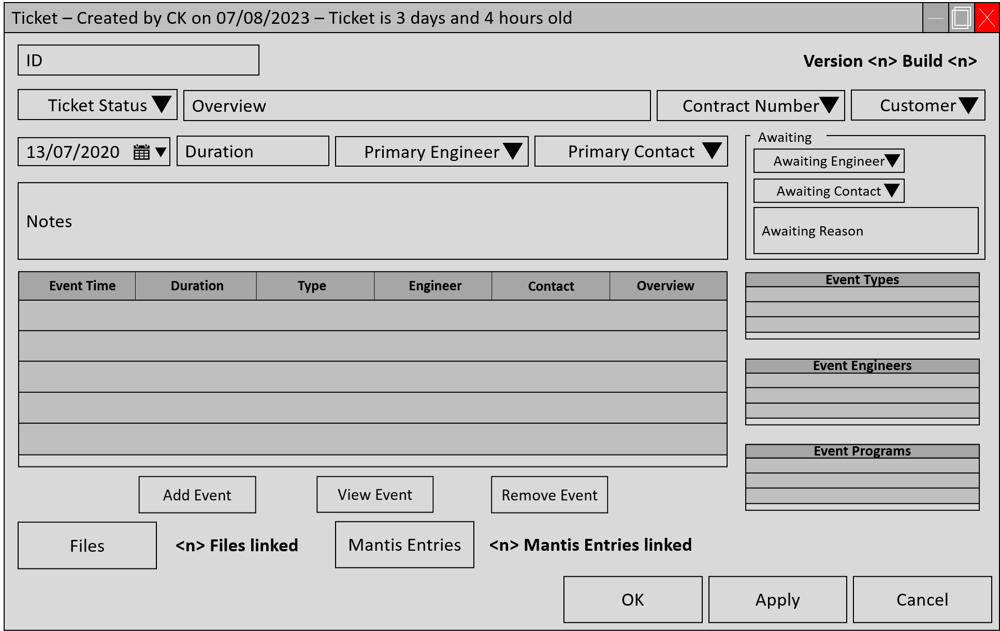 Ticket – Created by CK on 07/08/2023 – Ticket is 3 days and 4 hours old
ID
Version <n> Build <n>
Ticket Status
Overview
Contract Number
Customer
13/07/2020
Duration
Primary Engineer
Primary Contact
Awaiting
Awaiting Engineer
Awaiting Contact
Awaiting Reason
Notes
Event Time
Duration
Type
Engineer
Contact
Overview
Event Types
Event Engineers
Event Programs
Add Event
View Event
Remove Event
Files
<n> Files linked
Mantis Entries
<n> Mantis Entries linked
OK
Apply
Cancel